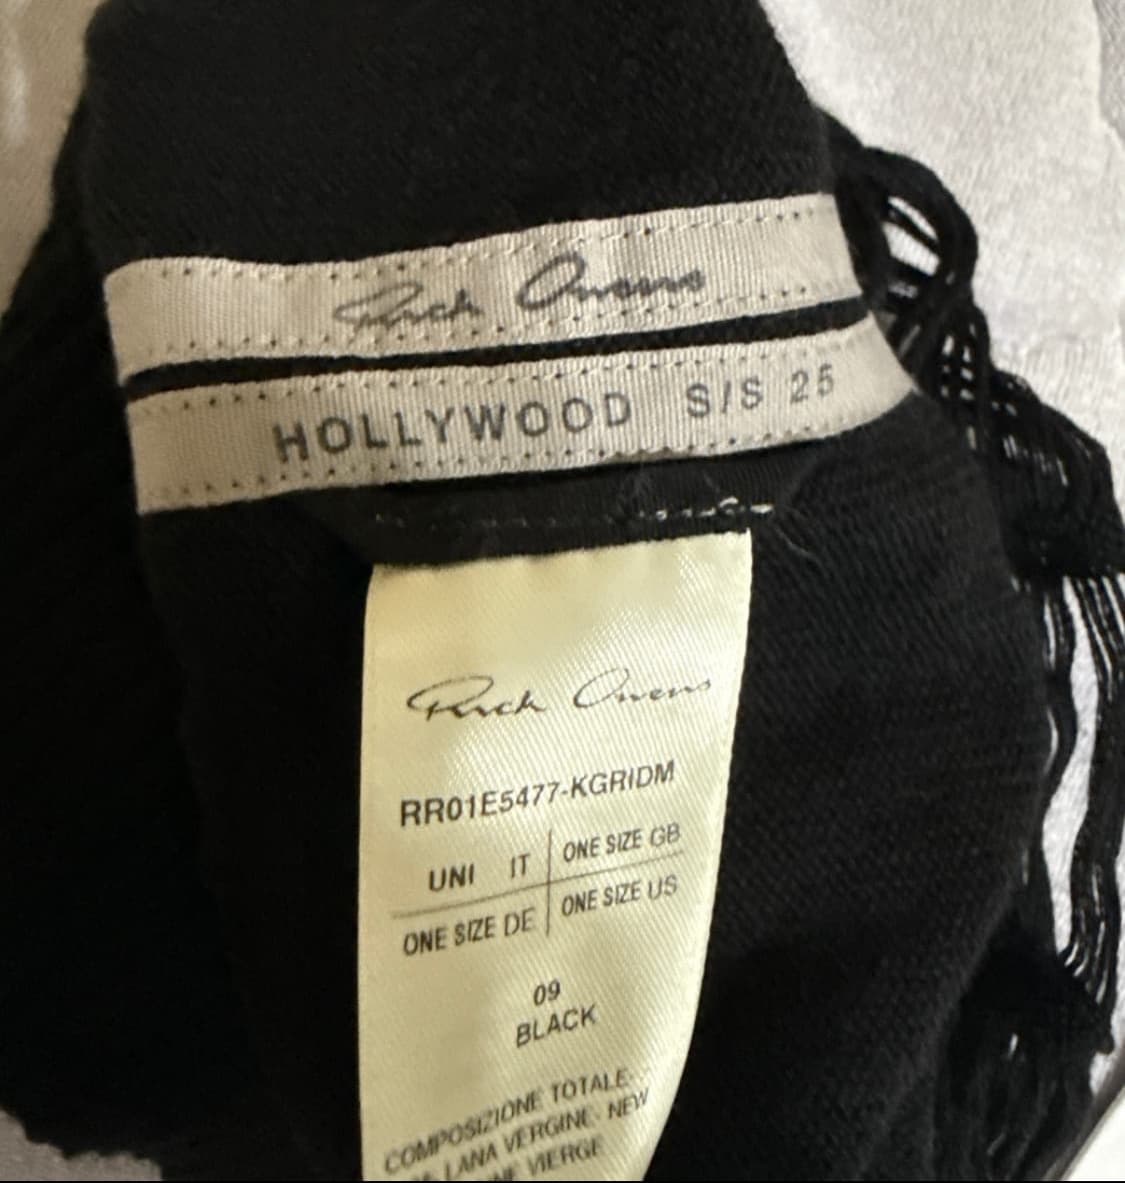 Rick Owens
HOLLYWOOD S/S 25
Rick Owens
RR01E5477-KGRIDM
UNI IT ONE SIZE GB
ONE SIZE DE ONE SIZE US
09
BLACK
COMPOSIZIONE TOTALE-
LANA VERGINE- NEW
VIERGE